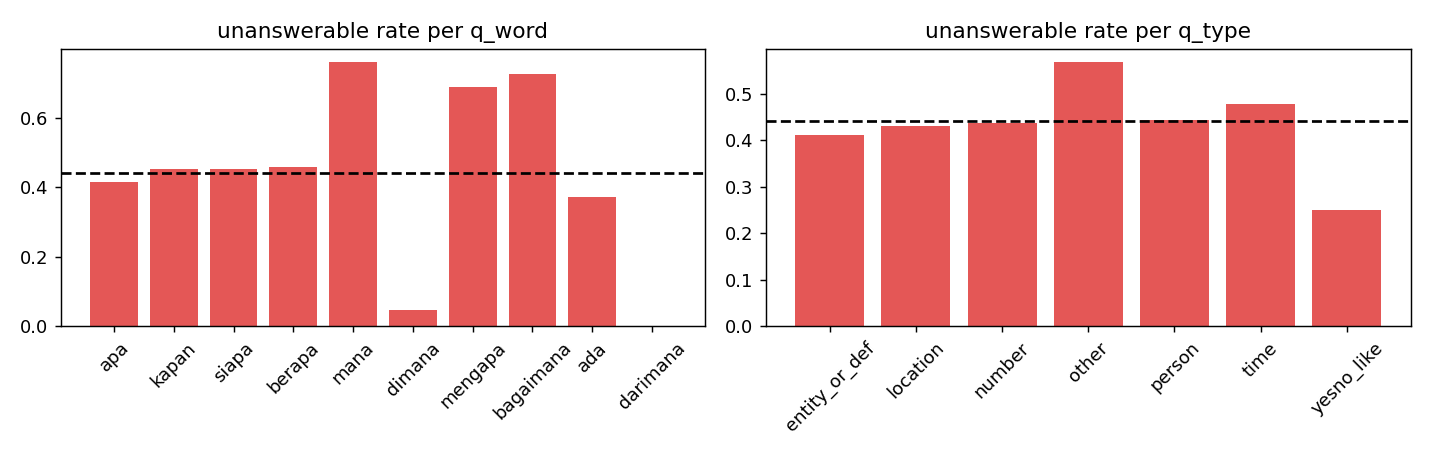 unanswerable rate per q_word
0.6
0.4
0.2
0.0
apa
kapan
siapa
berapa
mana
dimana
mengapa
bagaimana
ada
darimana
unanswerable rate per q_type
0.5
0.4
0.3
0.2
0.1
0.0
entity_or_def
location
number
other
person
time
yesno_like